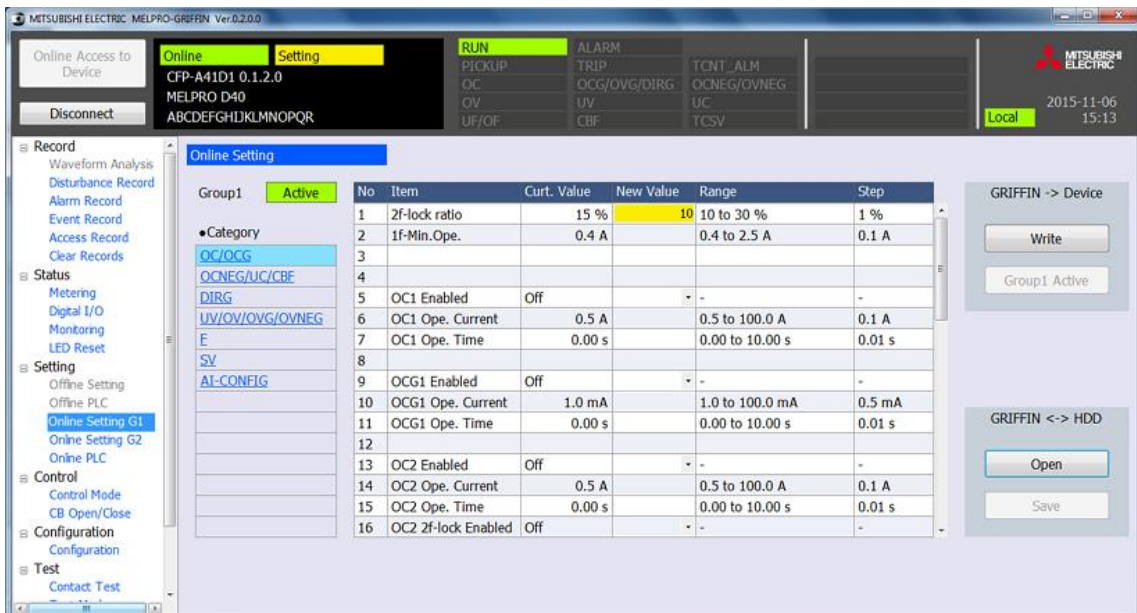 MITSUBISHI ELECTRIC MELPRO-GRIFFIN Ver.0.2.0.0
Online Access to Device
Disconnect
Online Setting
CFP-A41D1 0.1.2.0
MELPRO D40
ABCDEFGHIJKLMNOPQR
RUN ALARM
PICKUP TRIP TCNT_ALM
OC OCG/OVG/DIRG OCNEG/OVNEG
OV UV UC
UF/OF CBF TCSV
MITSUBISHI ELECTRIC
2015-11-06
Local 15:13
Record
Waveform Analysis
Disturbance Record
Alarm Record
Event Record
Access Record
Clear Records
Status
Metering
Digital I/O
Monitoring
LED Reset
Setting
Offline Setting
Offline PLC
Online Setting G1
Online Setting G2
Online PLC
Control
Control Mode
CB Open/Close
Configuration
Configuration
Test
Contact Test
Online Setting
Group1 Active
●Category
OC/OCG
OCNEG/UC/CBF
DIRG
UV/OV/OVG/OVNEG
F
SV
AI-CONFIG
No Item Curt. Value New Value Range Step
1 2f-lock ratio 15 % 10 10 to 30 % 1 %
2 1f-Min.Ope. 0.4 A 0.4 to 2.5 A 0.1 A
3
4
5 OC1 Enabled Off - -
6 OC1 Ope. Current 0.5 A 0.5 to 100.0 A 0.1 A
7 OC1 Ope. Time 0.00 s 0.00 to 10.00 s 0.01 s
8
9 OCG1 Enabled Off - -
10 OCG1 Ope. Current 1.0 mA 1.0 to 100.0 mA 0.5 mA
11 OCG1 Ope. Time 0.00 s 0.00 to 10.00 s 0.01 s
12
13 OC2 Enabled Off - -
14 OC2 Ope. Current 0.5 A 0.5 to 100.0 A 0.1 A
15 OC2 Ope. Time 0.00 s 0.00 to 10.00 s 0.01 s
16 OC2 2f-lock Enabled Off - -
GRIFFIN -> Device
Write
Group1 Active
GRIFFIN <-> HDD
Open
Save